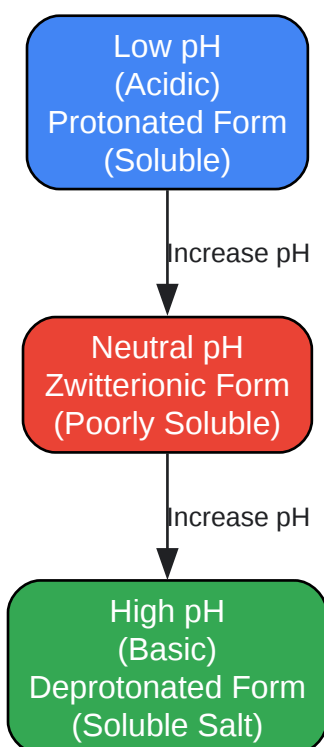 Low pH
(Acidic)
Protonated Form
(Soluble)
Increase pH
Neutral pH
Zwitterionic Form
(Poorly Soluble)
Increase pH
High pH
(Basic)
Deprotonated Form
(Soluble Salt)